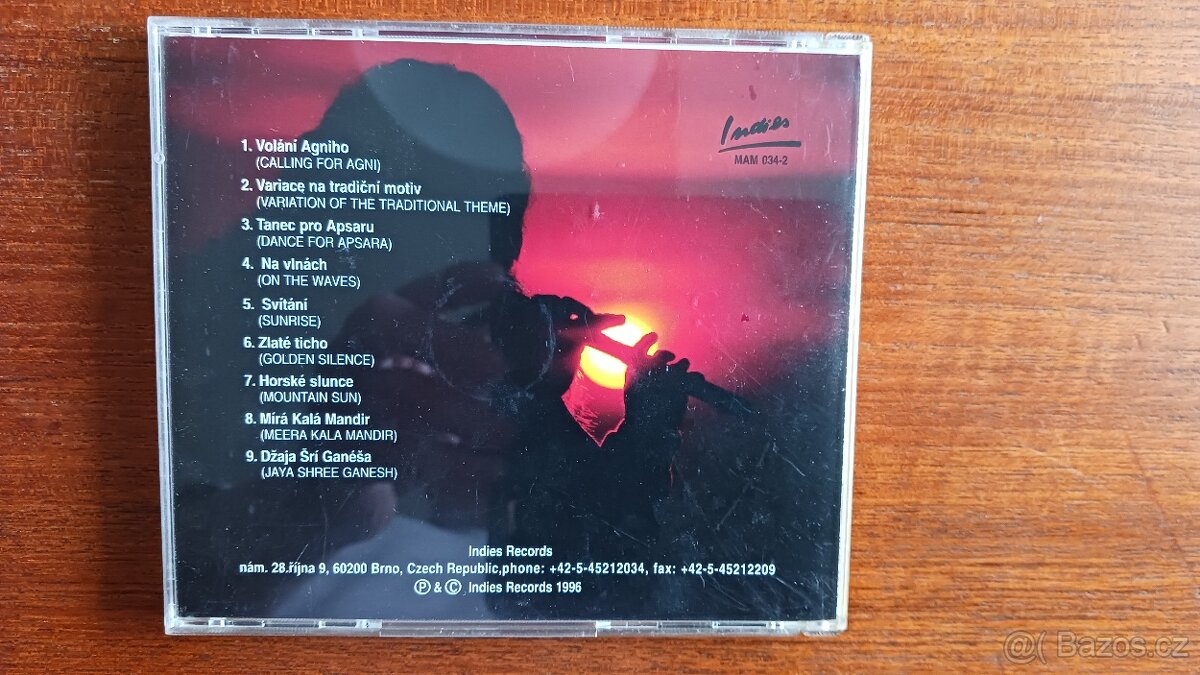 Indies
MAM 034-2
1. Volání Agniho
(CALLING FOR AGNI)
2. Variace na tradiční motiv
(VARIATION OF THE TRADITIONAL THEME)
3. Tanec pro Apsaru
(DANCE FOR APSARA)
4. Na vlnách
(ON THE WAVES)
5. Svítání
(SUNRISE)
6. Zlaté ticho
(GOLDEN SILENCE)
7. Horské slunce
(MOUNTAIN SUN)
8. Mírá Kalá Mandir
(MEERA KALA MANDIR)
9. Džaja Šrí Ganéša
(JAYA SHREE GANESH)
Indies Records
nám. 28.října 9, 60200 Brno, Czech Republic,phone: +42-5-45212034, fax: +42-5-45212209
Ⓟ & © Indies Records 1996
@( Bazos.cz